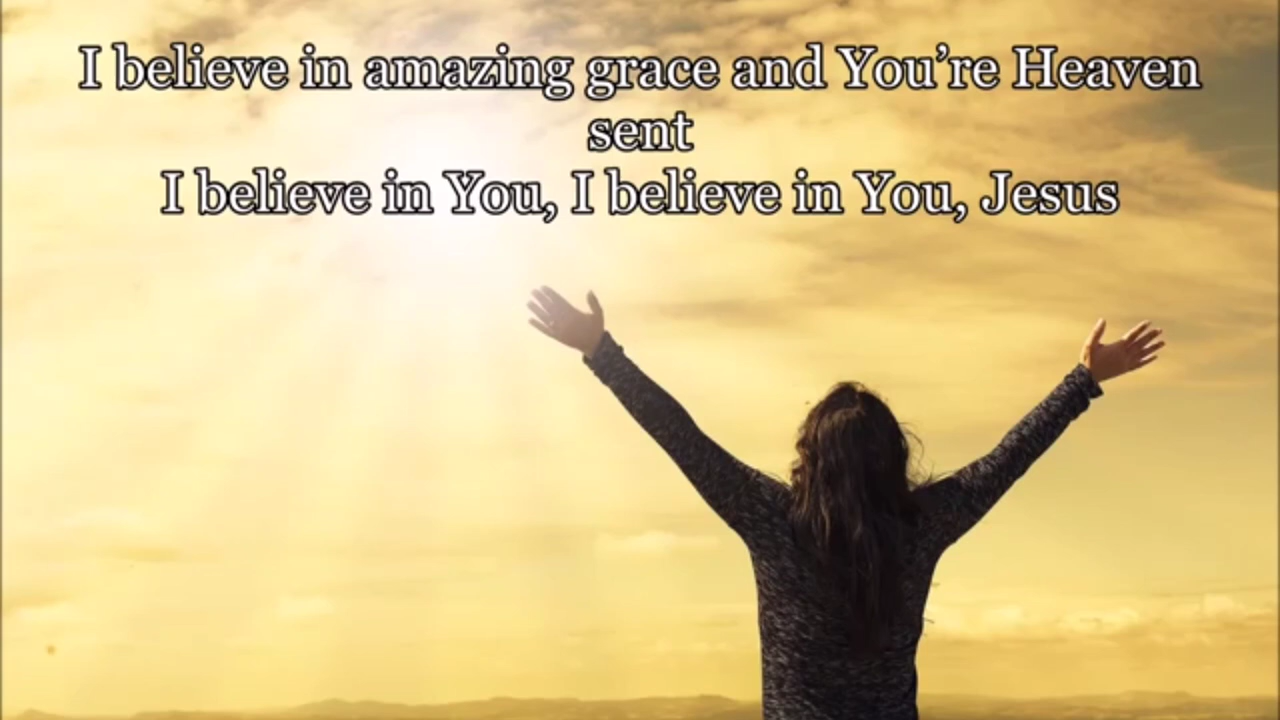 I believe in amazing grace and You’re Heaven
sent
I believe in You, I believe in You, Jesus